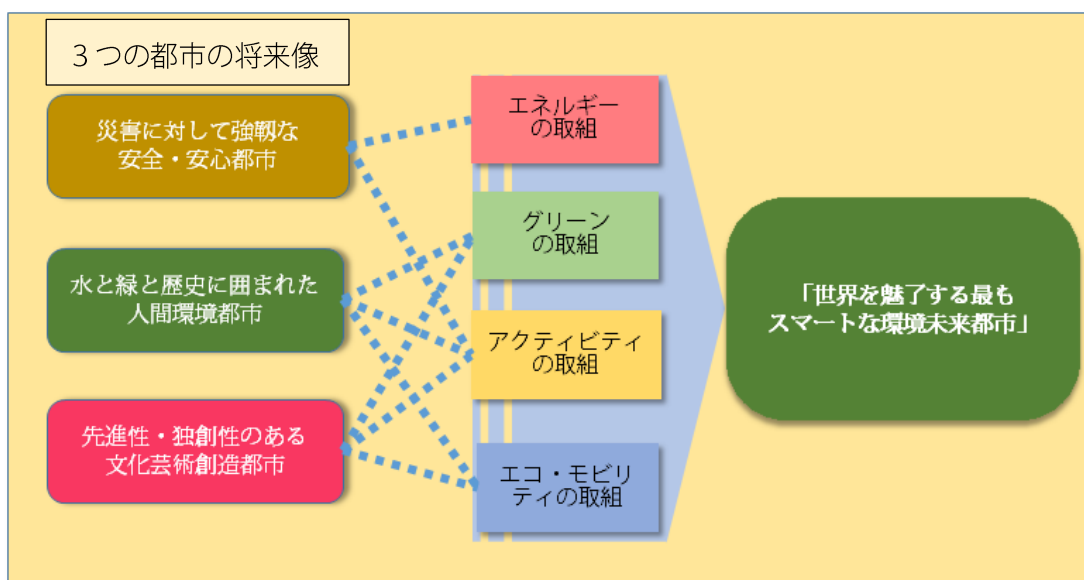 ３つの都市の将来像
災害に対して強靱な
安全・安心都市
水と緑と歴史に囲まれた
人間環境都市
先進性・独創性のある
文化芸術創造都市
エネルギー
の取組
グリーン
の取組
アクティビティ
の取組
エコ・モビリ
ティの取組
「世界を魅了する最も
スマートな環境未来都市」